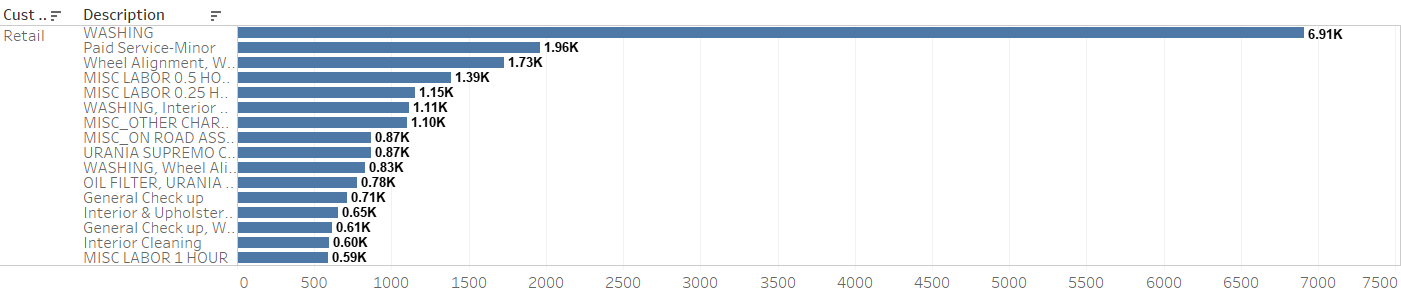 Cust .. Description
Retail WASHING 6.91K
Paid Service-Minor 1.96K
Wheel Alignment, W.. 1.73K
MISC LABOR 0.5 HO.. 1.39K
MISC LABOR 0.25 H.. 1.15K
WASHING, Interior .. 1.11K
MISC_OTHER CHAR.. 1.10K
MISC_ON ROAD ASS.. 0.87K
URANIA SUPREMO C.. 0.87K
WASHING, Wheel Ali.. 0.83K
OIL FILTER, URANIA .. 0.78K
General Check up 0.71K
Interior & Upholster.. 0.65K
General Check up, W.. 0.61K
Interior Cleaning 0.60K
MISC LABOR 1 HOUR 0.59K
0 500 1000 1500 2000 2500 3000 3500 4000 4500 5000 5500 6000 6500 7000 7500